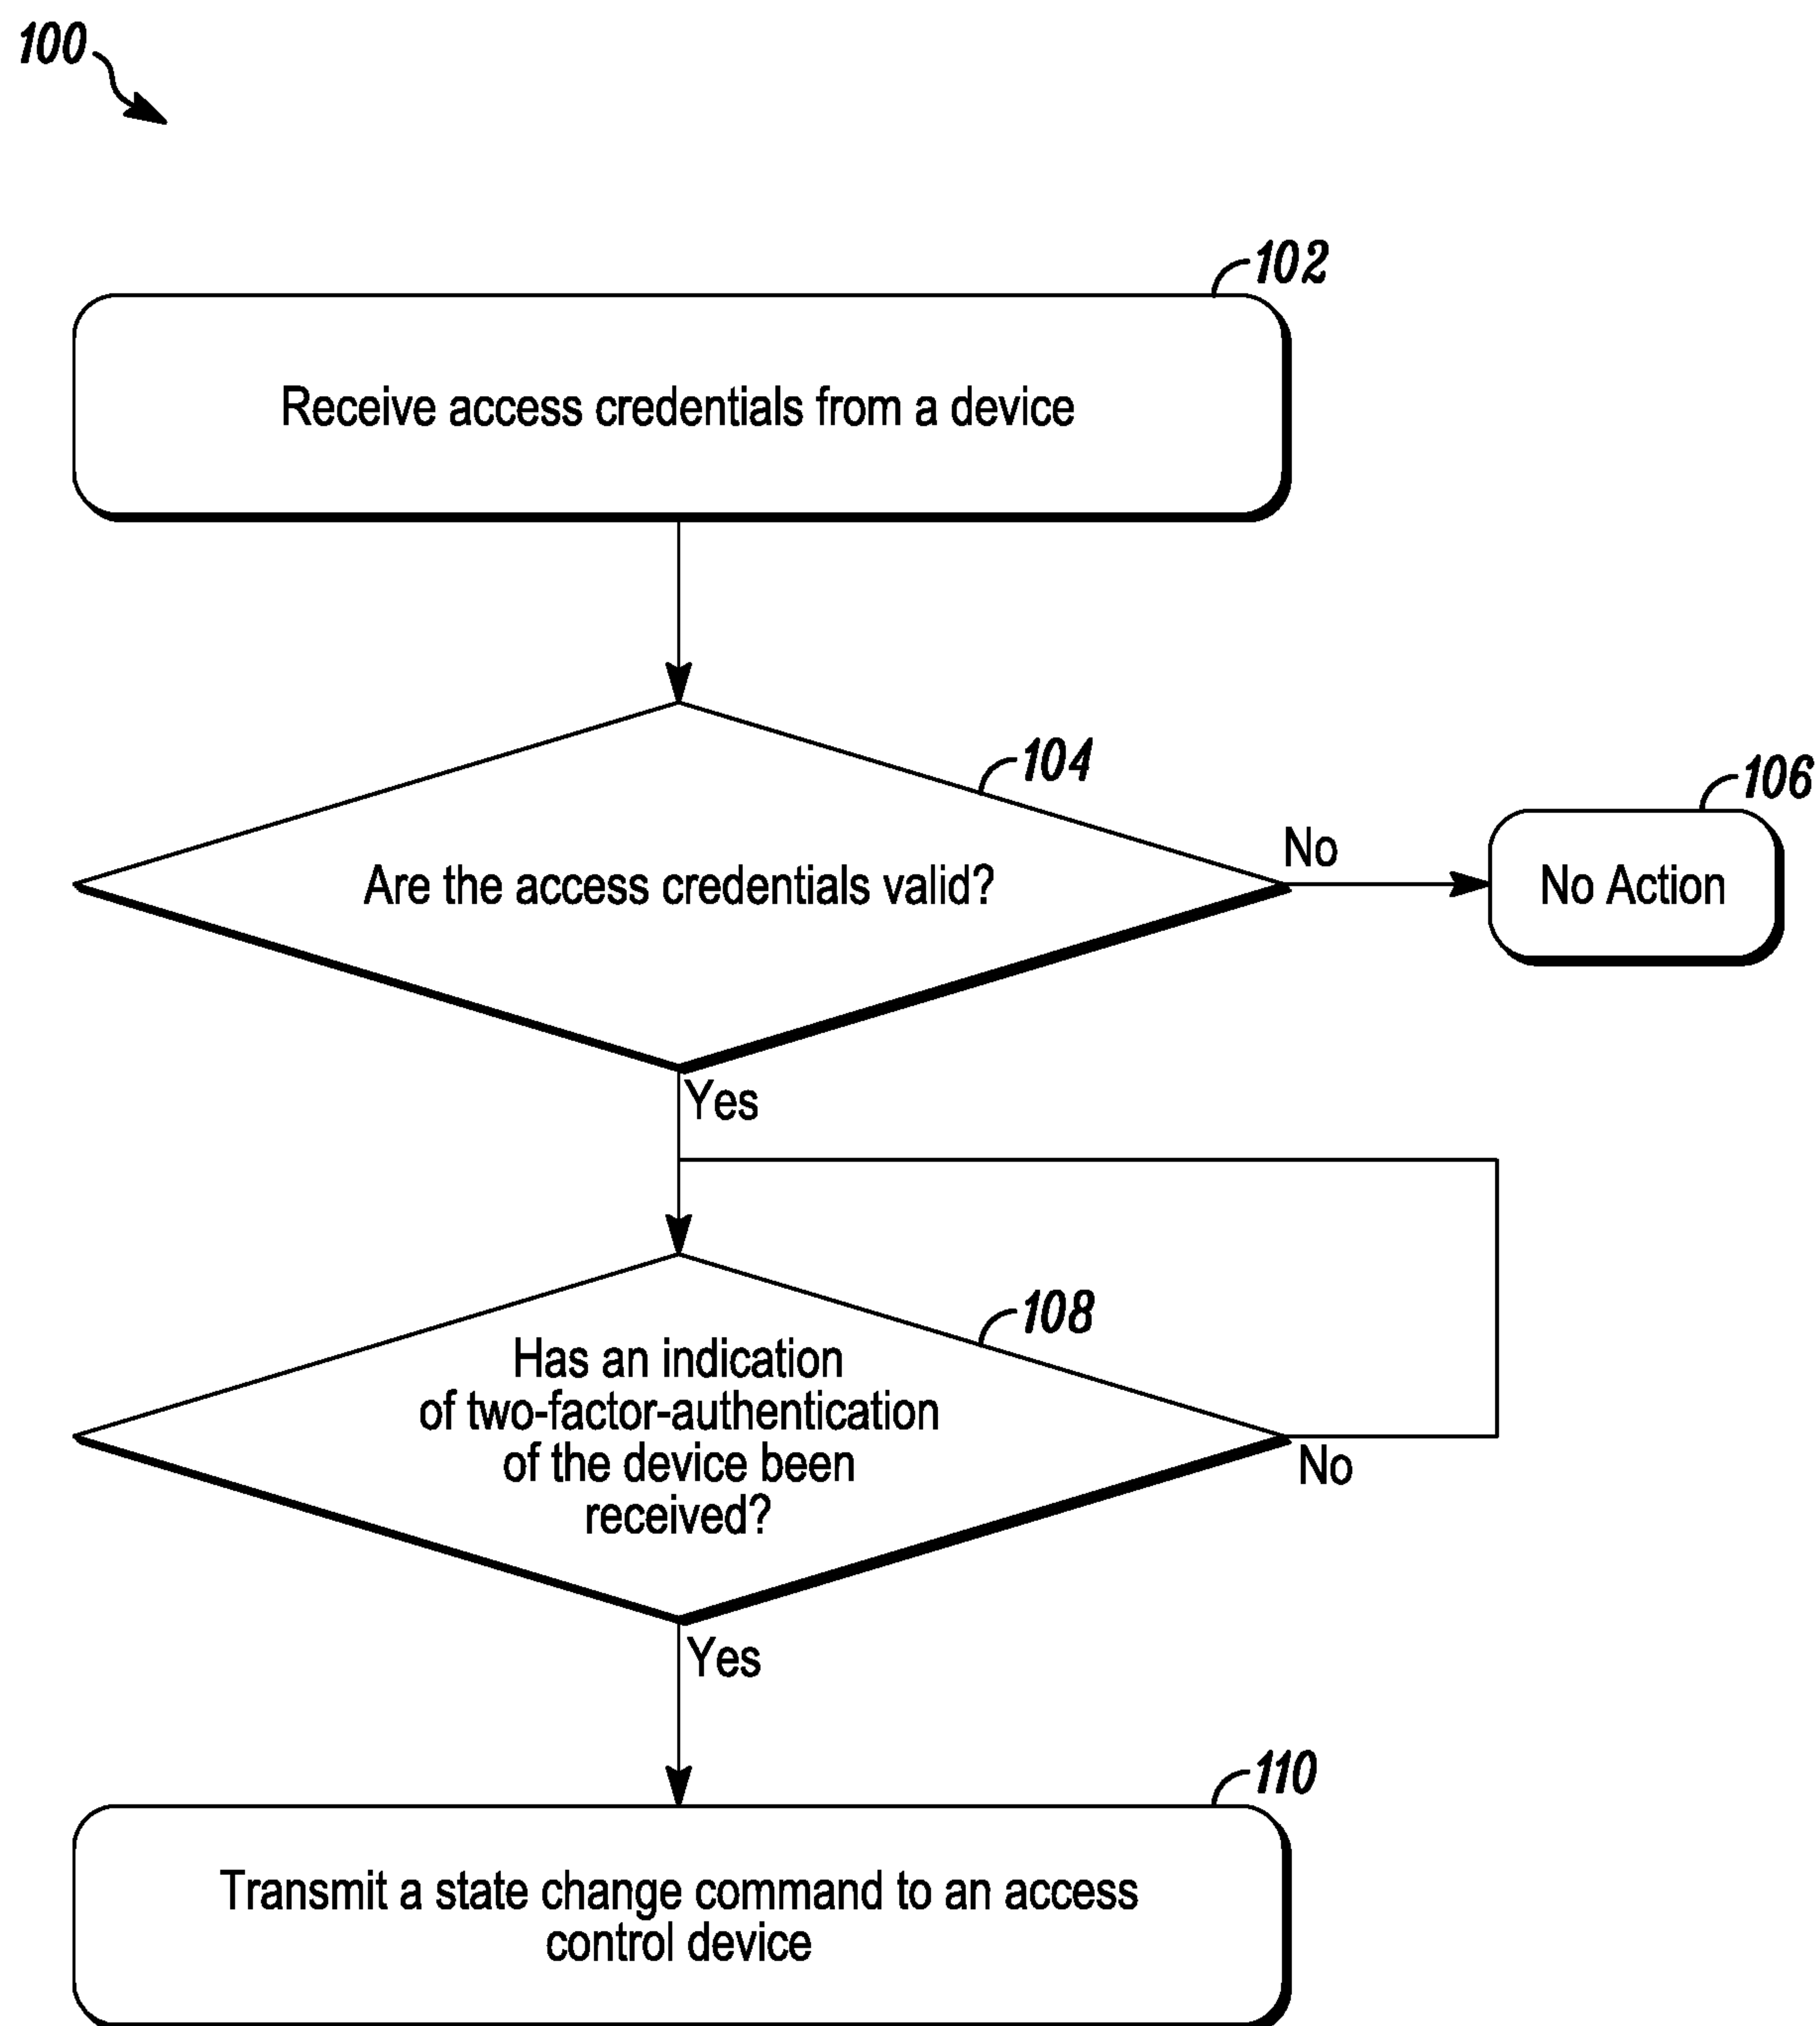 100
102
Receive access credentials from a device
104
106
Are the access credentials valid?
No
No Action
Yes
108
Has an indication
of two-factor-authentication
of the device been
received?
No
Yes
110
Transmit a state change command to an access
control device